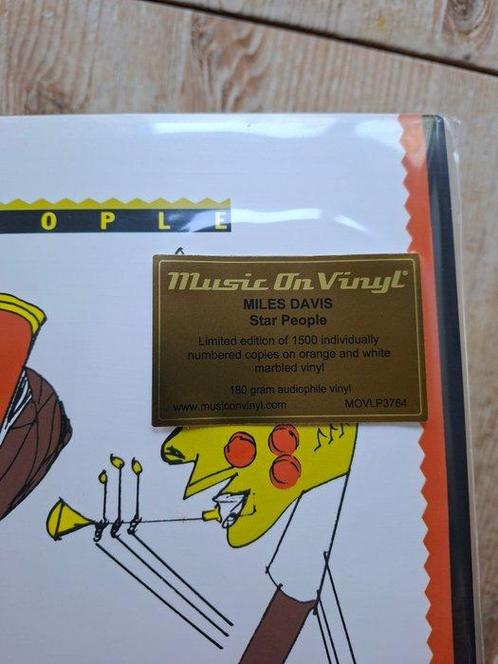 OPLE
Music On Vinyl®
MILES DAVIS
Star People
Limited edition of 1500 individually
numbered copies on orange and white
marbled vinyl
180 gram audiophile vinyl
www.musiconvinyl.com MOVLP3764